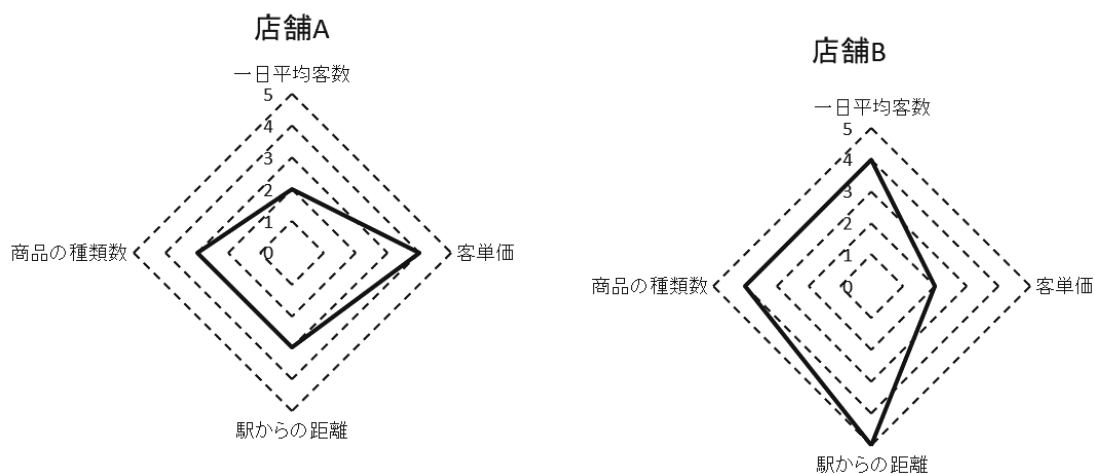 店舗A
一日平均客数
5
4
3
2
1
0
商品の種類数
客単価
駅からの距離
店舗B
一日平均客数
5
4
3
2
1
0
商品の種類数
客単価
駅からの距離